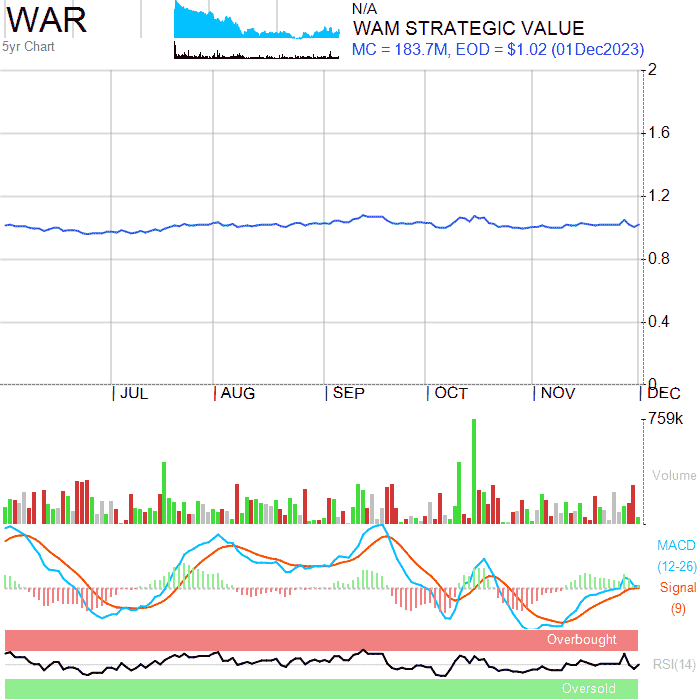 WAR
5yr Chart
N/A
WAM STRATEGIC VALUE
MC = 183.7M, EOD = $1.02 (01Dec2023)
2
1.6
1.2
0.8
0.4
0
JUL
AUG
SEP
OCT
NOV
DEC
759k
Volume
MACD
(12-26)
Signal
(9)
Overbought
RSI(14)
Oversold